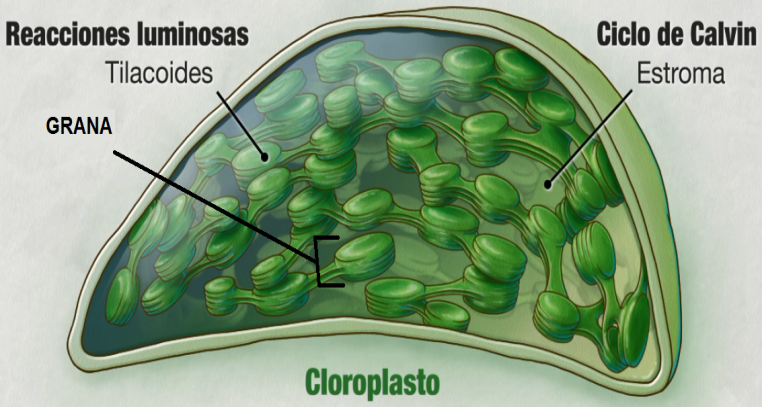 Reacciones luminosas
Tilacoides
GRANA
Ciclo de Calvin
Estroma
Cloroplasto